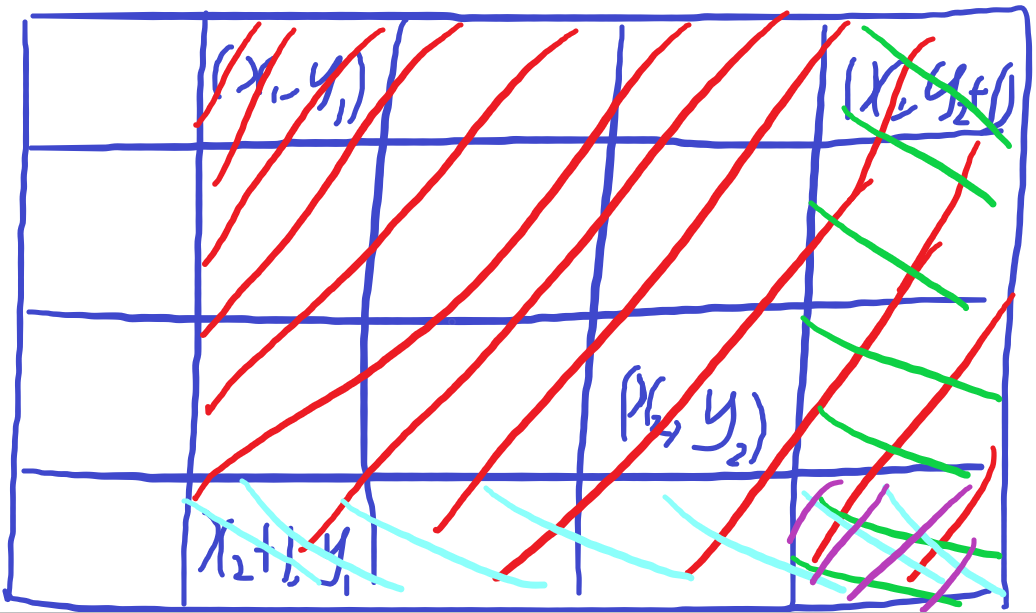 (x₁, y₁)
(x₁, y₂+1)
(x₂, y₂)
x₂+1, y₁